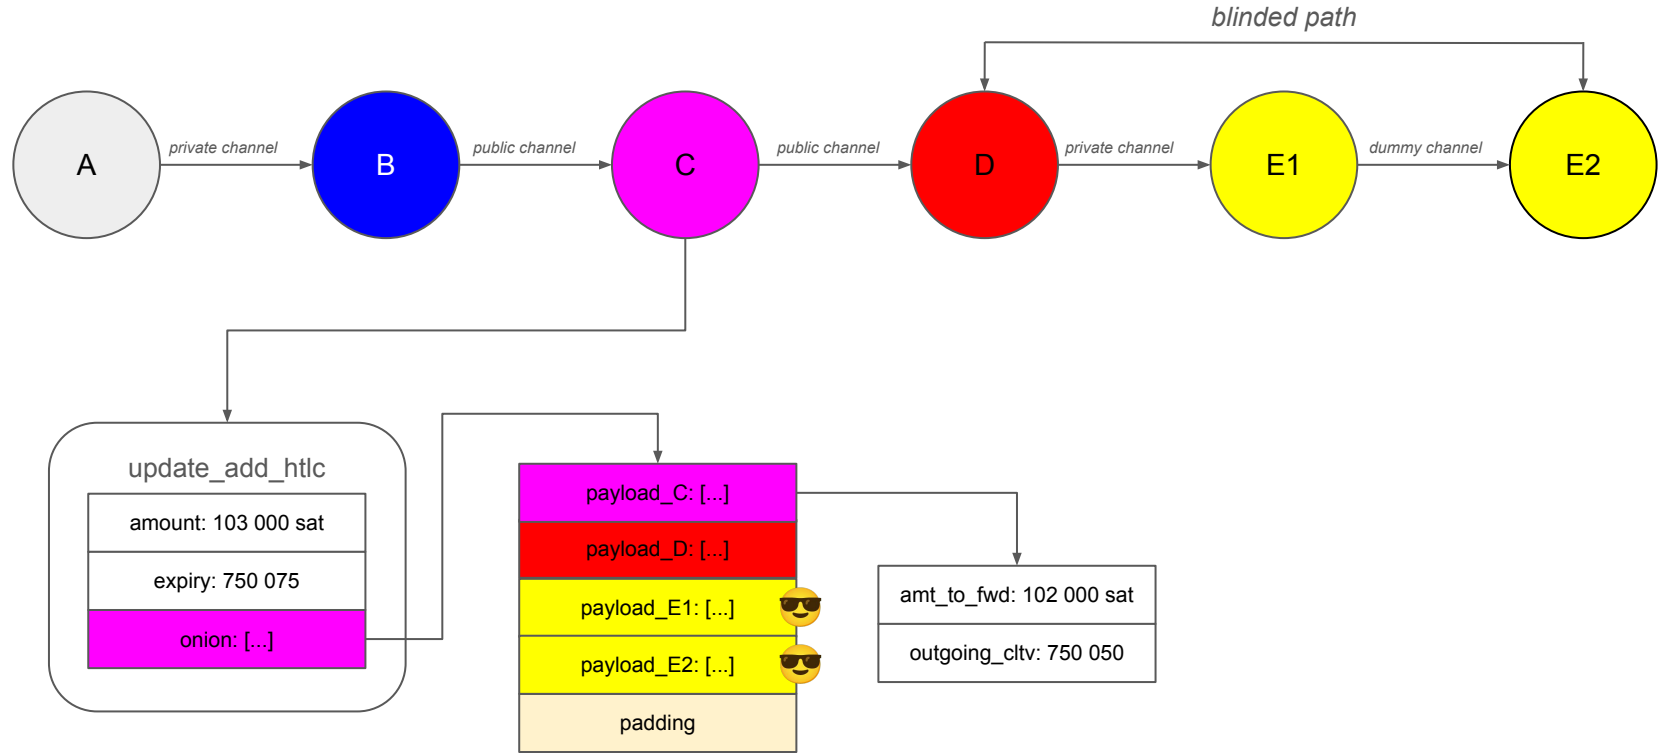 blinded path
A
private channel
B
public channel
C
public channel
D
private channel
E1
dummy channel
E2
update_add_htlc
amount: 103 000 sat
expiry: 750 075
onion: [...]
payload_C: [...]
payload_D: [...]
payload_E1: [...]
payload_E2: [...]
padding
amt_to_fwd: 102 000 sat
outgoing_cltv: 750 050